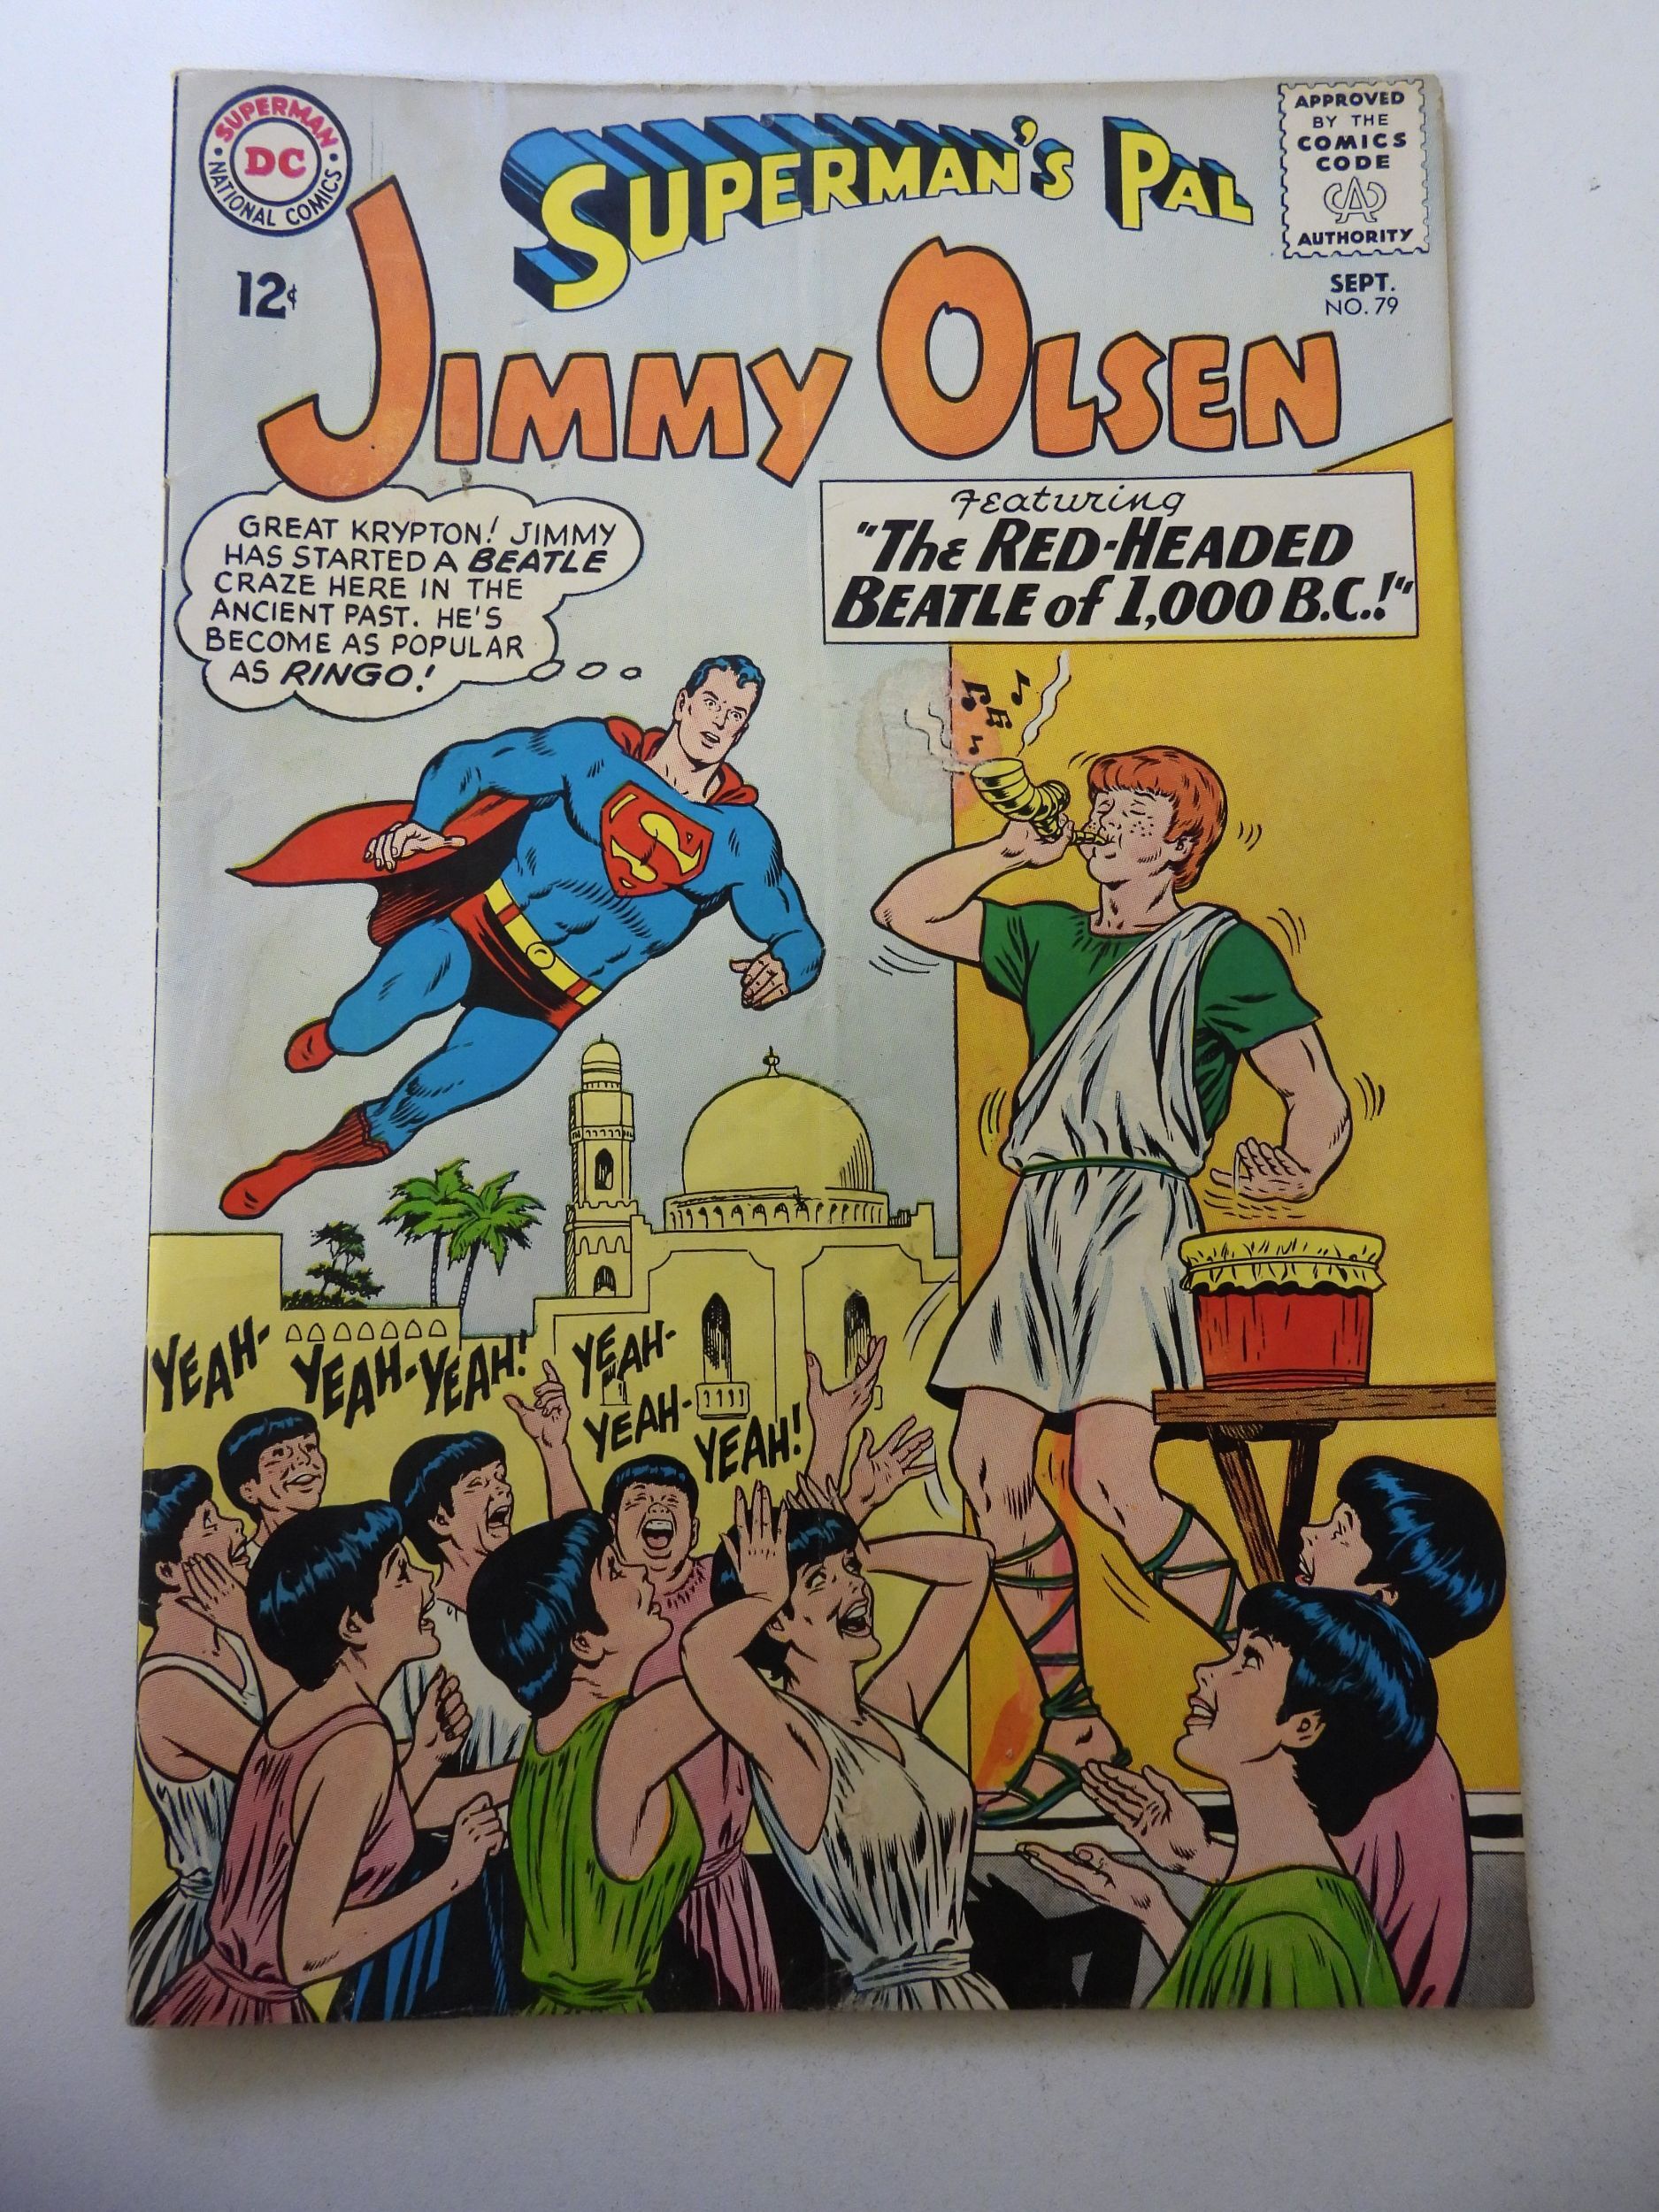 SUPERMAN
DC
NATIONAL COMICS
SUPERMAN'S PAL
JIMMY OLSEN
APPROVED
BY THE
COMICS
CODE
CA
AUTHORITY
12¢
SEPT.
NO. 79
GREAT KRYPTON! JIMMY
HAS STARTED A BEATLE
CRAZE HERE IN THE
ANCIENT PAST. HE'S
BECOME AS POPULAR
AS RINGO!
Featuring
"The RED-HEADED
BEATLE of 1,000 B.C.!"
S
YEAH-
YEAH-YEAH!
YEAH-
YEAH-
YEAH!